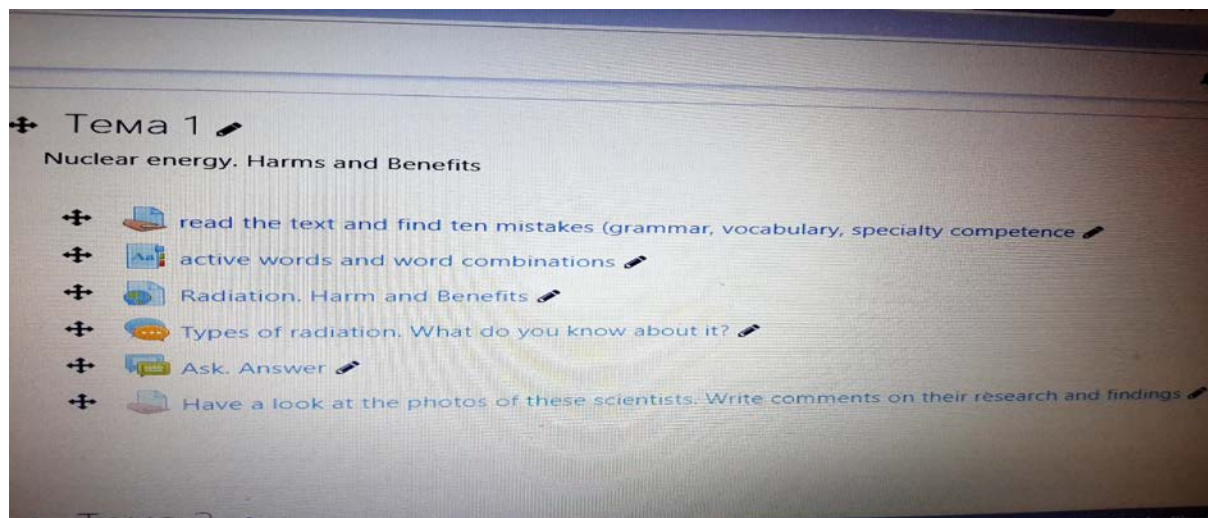 Тема 1
Nuclear energy. Harms and Benefits
read the text and find ten mistakes (grammar, vocabulary, specialty competence
active words and word combinations
Radiation. Harm and Benefits
Types of radiation. What do you know about it?
Ask. Answer
Have a look at the photos of these scientists. Write comments on their research and findings